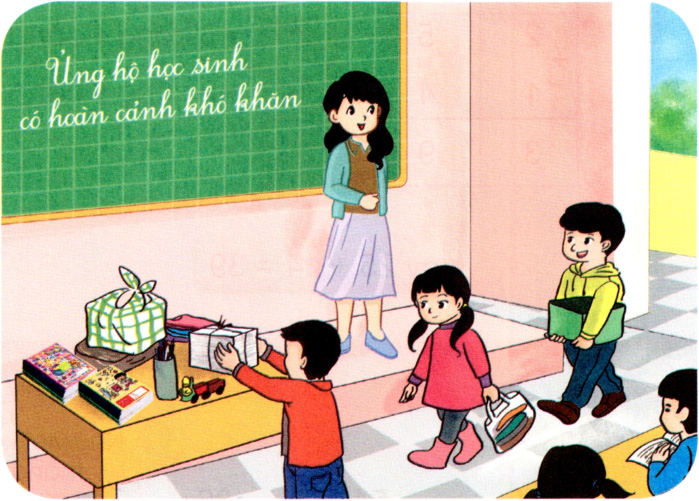 Ủng hộ học sinh
có hoàn cảnh khó khăn